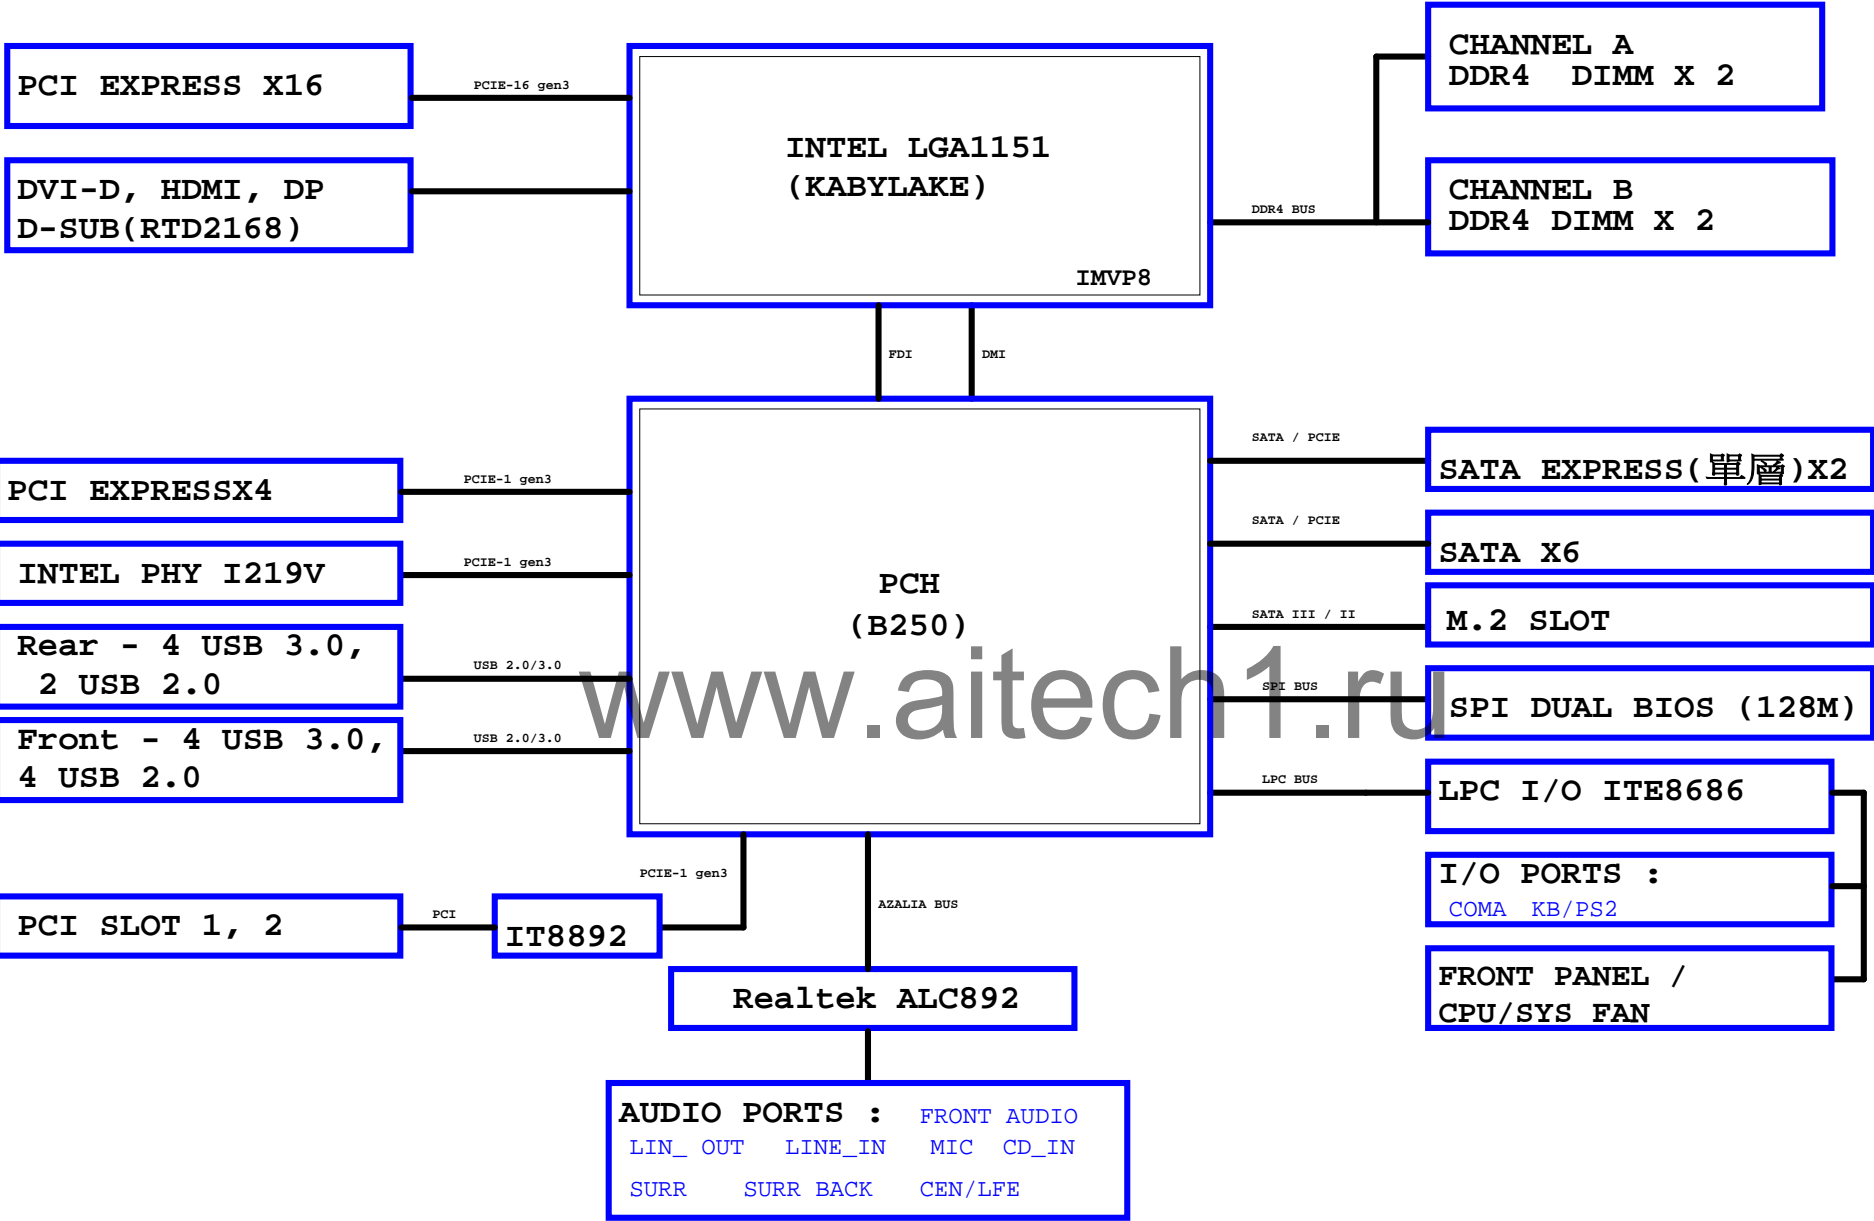 PCI EXPRESS X16
PCIE-16 gen3
DVI-D, HDMI, DP
D-SUB(RTD2168)
INTEL LGA1151
(KABYLAKE)
IMVP8
DDR4 BUS
CHANNEL A
DDR4 DIMM X 2
CHANNEL B
DDR4 DIMM X 2
FDI
DMI
PCI EXPRESSX4
PCIE-1 gen3
INTEL PHY I219V
PCIE-1 gen3
Rear - 4 USB 3.0,
2 USB 2.0
USB 2.0/3.0
Front - 4 USB 3.0,
4 USB 2.0
USB 2.0/3.0
PCH
(B250)
www.aitech1.ru
SATA / PCIE
SATA EXPRESS(單層)X2
SATA / PCIE
SATA X6
SATA III / II
M.2 SLOT
SPI BUS
SPI DUAL BIOS (128M)
LPC BUS
LPC I/O ITE8686
I/O PORTS :
COMA KB/PS2
FRONT PANEL /
CPU/SYS FAN
PCI SLOT 1, 2
PCI
IT8892
PCIE-1 gen3
AZALIA BUS
Realtek ALC892
AUDIO PORTS : FRONT AUDIO
LIN_ OUT LINE_IN MIC CD_IN
SURR SURR BACK CEN/LFE